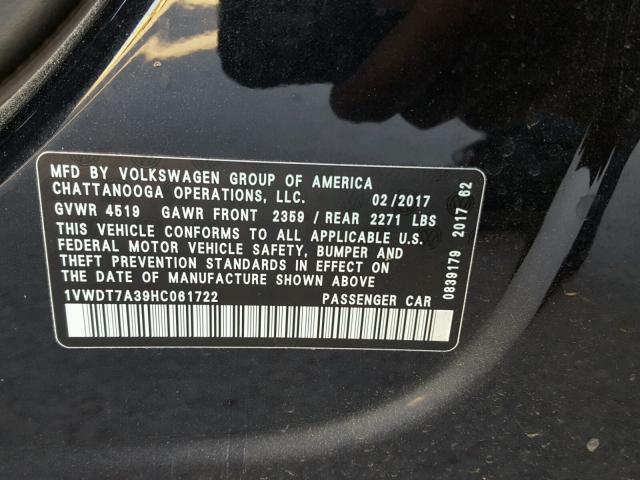 MFD BY VOLKSWAGEN GROUP OF AMERICA
CHATTANOOGA OPERATIONS, LLC. 02/2017
GVWR 4519 GAWR FRONT 2359 / REAR 2271 LBS
THIS VEHICLE CONFORMS TO ALL APPLICABLE U.S.
FEDERAL MOTOR VEHICLE SAFETY, BUMPER AND
THEFT PREVENTION STANDARDS IN EFFECT ON
THE DATE OF MANUFACTURE SHOWN ABOVE
1VWDT7A39HC061722 PASSENGER CAR
0839179 2017 62